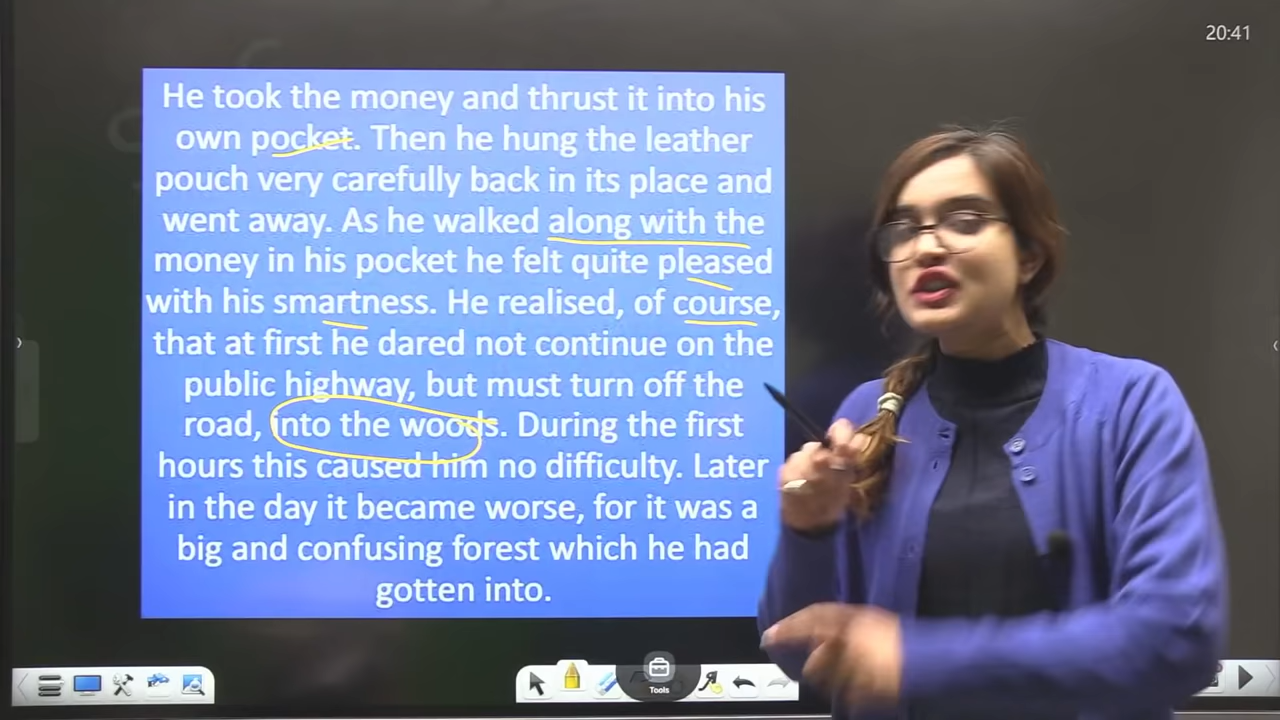 20:41
He took the money and thrust it into his
own pocket. Then he hung the leather
pouch very carefully back in its place and
went away. As he walked along with the
money in his pocket he felt quite pleased
with his smartness. He realised, of course,
that at first he dared not continue on the
public highway, but must turn off the
road, into the woods. During the first
hours this caused him no difficulty. Later
in the day it became worse, for it was a
big and confusing forest which he had
gotten into.
Tools